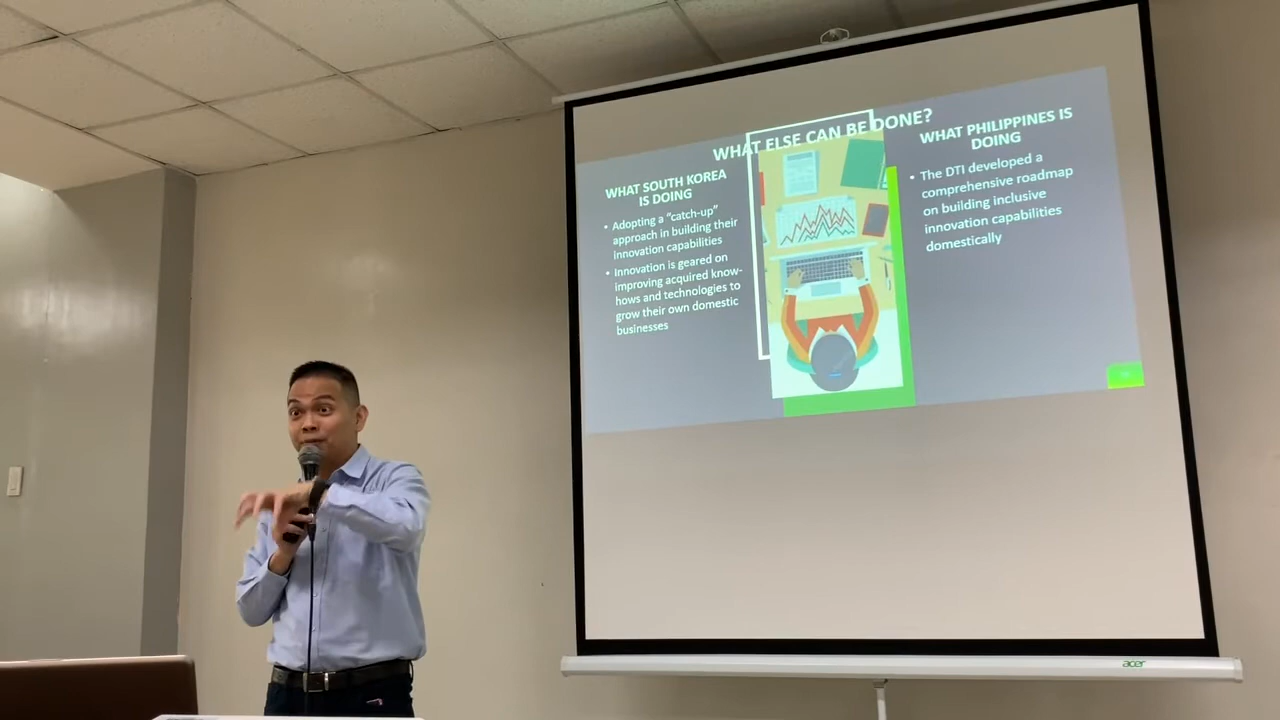 WHAT ELSE CAN BE DONE?
WHAT SOUTH KOREA
IS DOING
• Adopting a “catch-up”
approach in building their
innovation capabilities
• Innovation is geared on
improving acquired know-
hows and technologies to
grow their own domestic
businesses
WHAT PHILIPPINES IS
DOING
• The DTI developed a
comprehensive roadmap
on building inclusive
innovation capabilities
domestically
acer